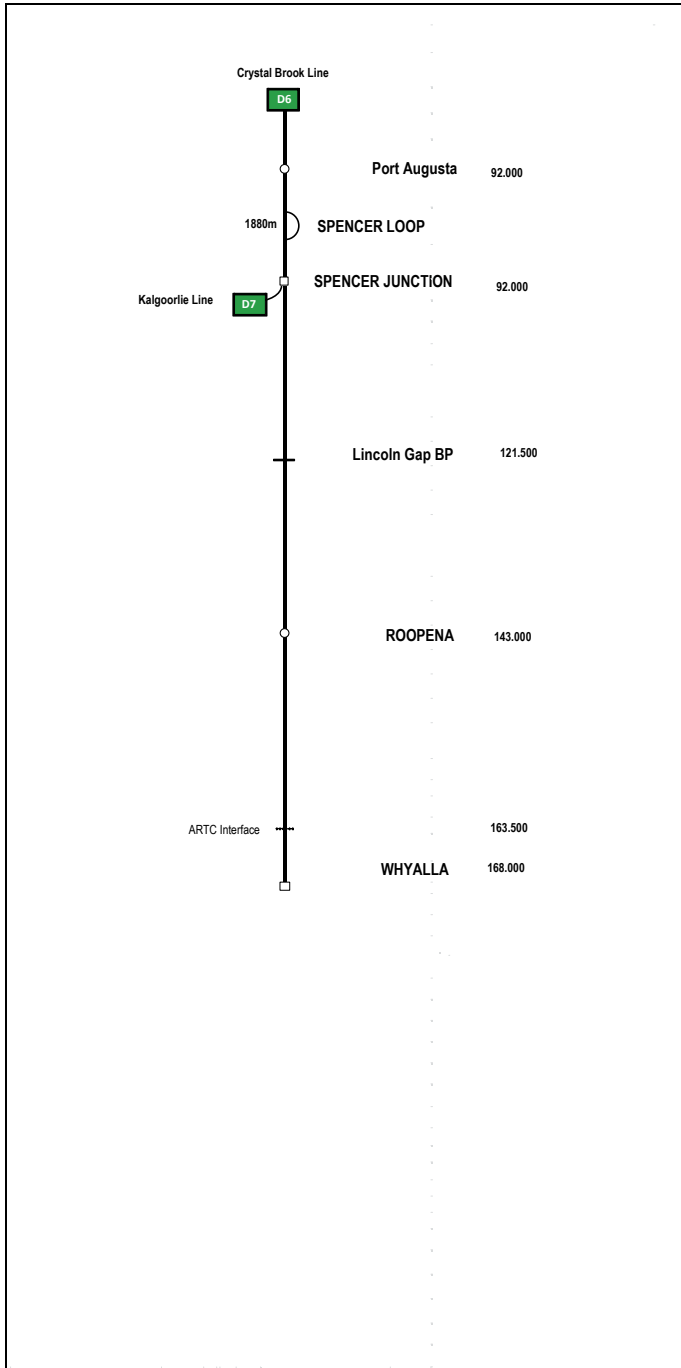 Crystal Brook Line
D6
Port Augusta 92.000
1880m SPENCER LOOP
SPENCER JUNCTION 92.000
Kalgoorlie Line D7
Lincoln Gap BP 121.500
ROOPENA 143.000
ARTC Interface 163.500
WHYALLA 168.000